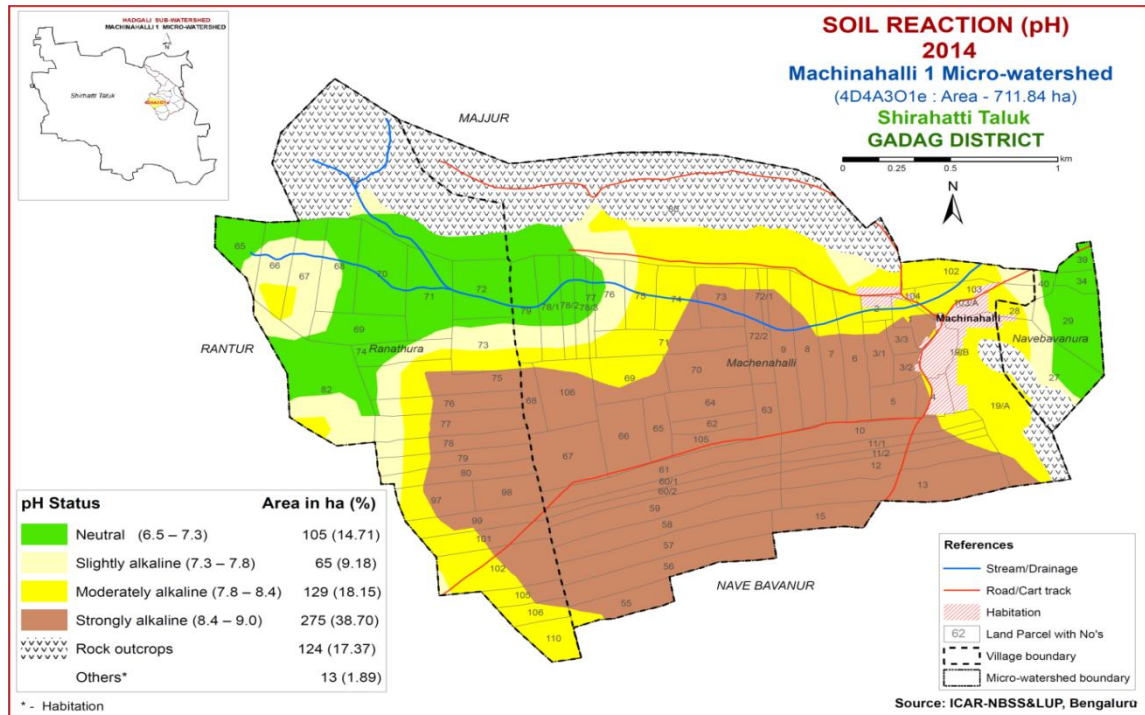 HADGALI SUB-WATERSHED
MACHINAHALLI 1 MICRO-WATERSHED
N
Shirhatti Taluk
SOIL REACTION (pH)
2014
Machinahalli 1 Micro-watershed
(4D4A3O1e : Area - 711.84 ha)
Shirahatti Taluk
GADAG DISTRICT
km
0 0.25 0.5 1
N
MAJJUR
65
66
67
68
70
71
72
79
78/1
78/2
77
78/3
76
75
74
73
72/1
2
104
102
103
103/A
Machinahalli
28
40
39
34
29
Navebavanura
27
RANTUR
69
74
Ranathura
73
71
72/2
70
Machenahalli
9
8
7
6
3/1
3/3
3/2
19/B
4
19/A
82
75
76
77
78
79
80
106
68
69
64
62
63
65
66
105
67
5
10
11/1
11/2
12
13
61
60/1
60/2
59
58
57
56
55
15
97
98
99
101
102
105
106
110
NAVE BAVANUR
pH Status Area in ha (%)
Neutral (6.5 – 7.3) 105 (14.71)
Slightly alkaline (7.3 – 7.8) 65 (9.18)
Moderately alkaline (7.8 – 8.4) 129 (18.15)
Strongly alkaline (8.4 – 9.0) 275 (38.70)
Rock outcrops 124 (17.37)
Others* 13 (1.89)
* - Habitation
References
Stream/Drainage
Road/Cart track
Habitation
62 Land Parcel with No's
Village boundary
Micro-watershed boundary
Source: ICAR-NBSS&LUP, Bengaluru